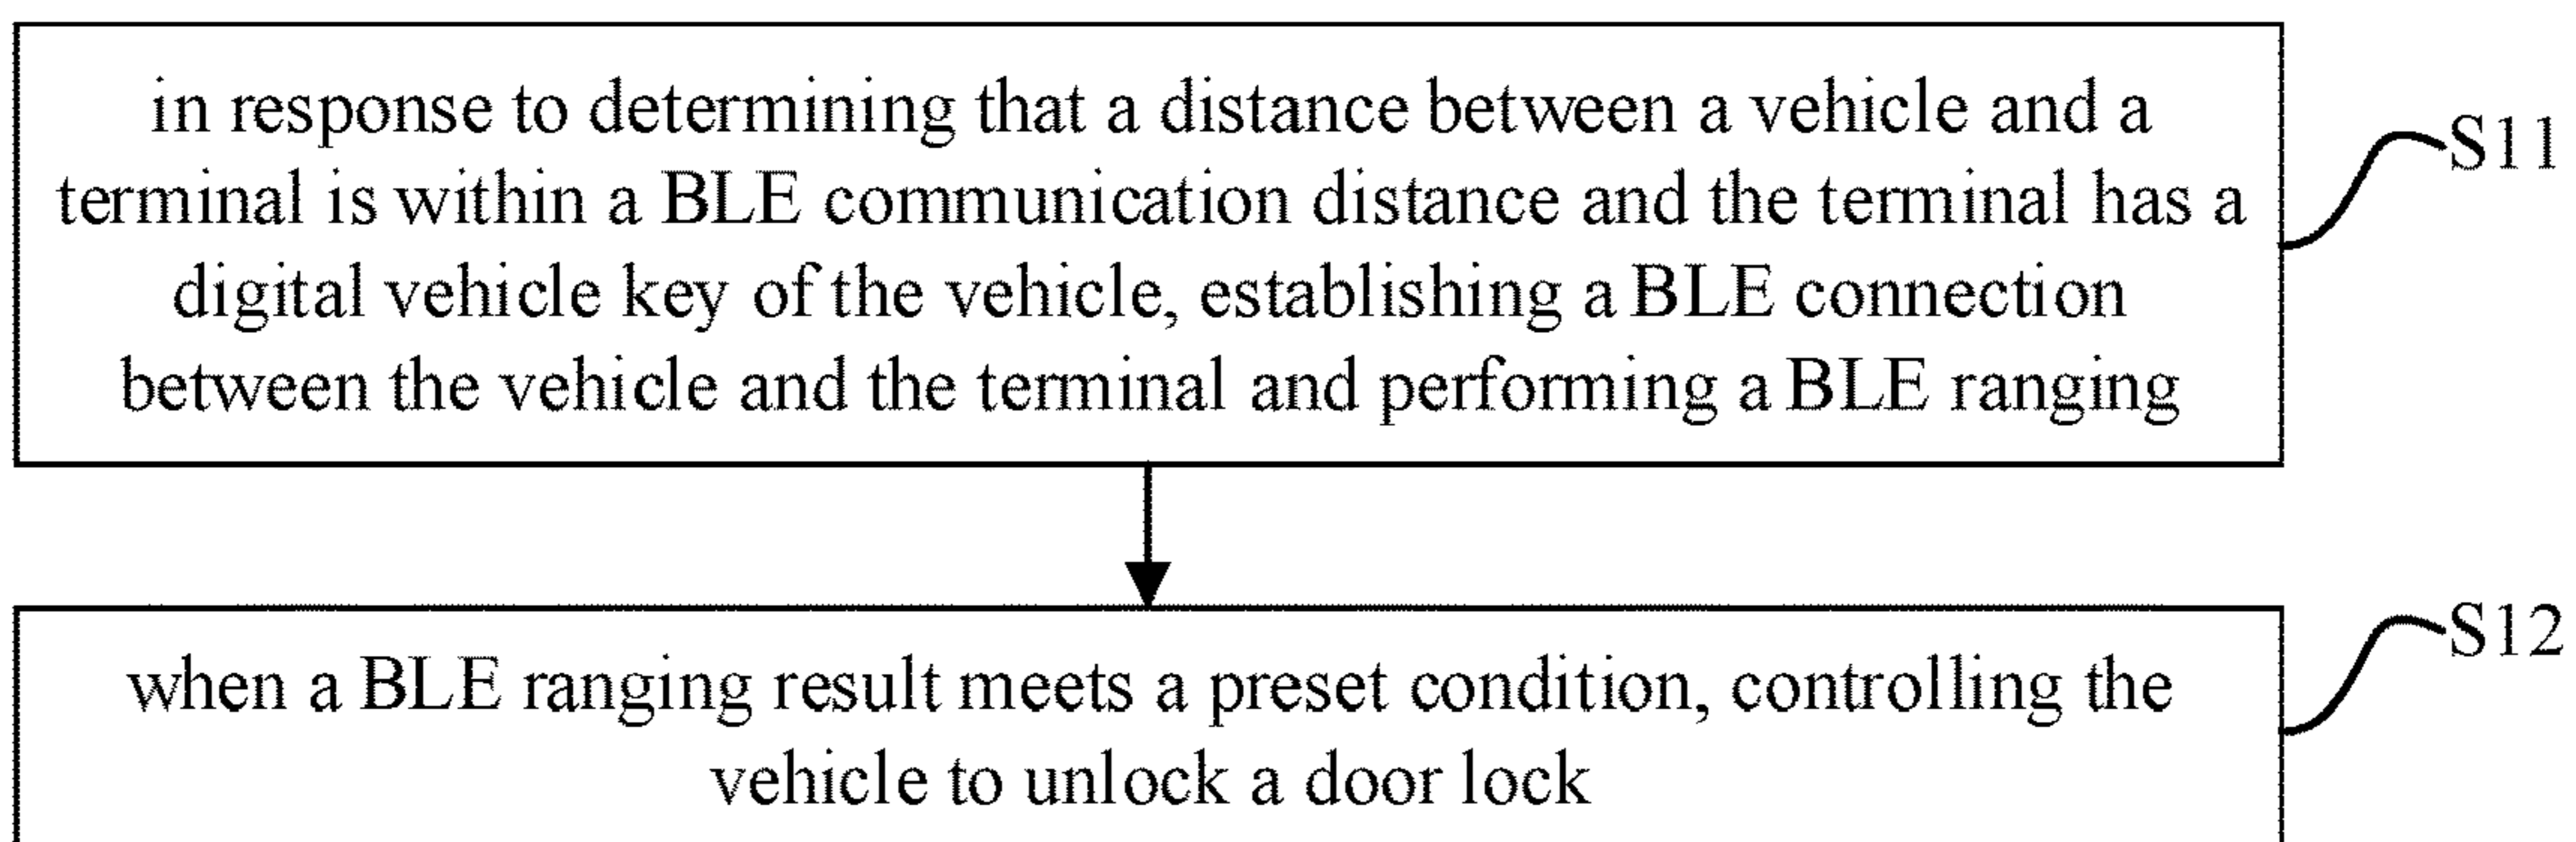 in response to determining that a distance between a vehicle and a
terminal is within a BLE communication distance and the terminal has a
digital vehicle key of the vehicle, establishing a BLE connection
between the vehicle and the terminal and performing a BLE ranging
S11
when a BLE ranging result meets a preset condition, controlling the
vehicle to unlock a door lock
S12